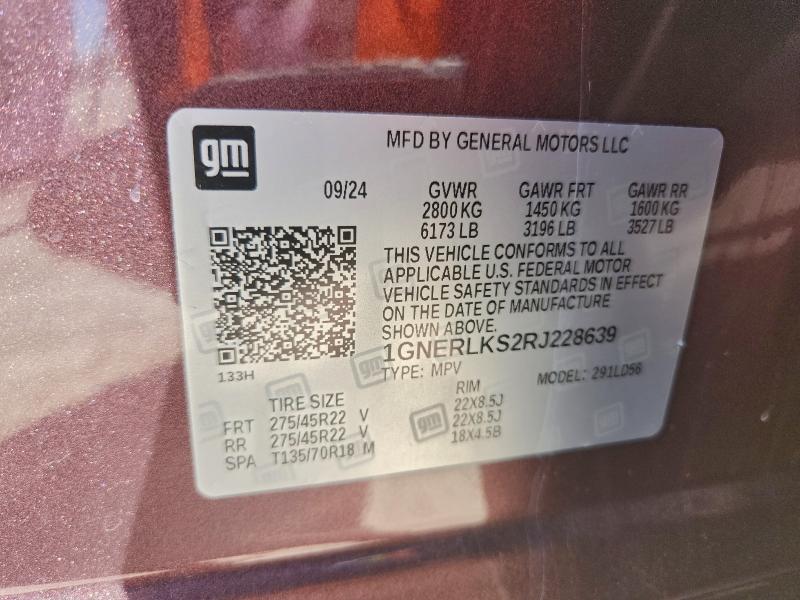 gm
MFD BY GENERAL MOTORS LLC
09/24 GVWR GAWR FRT GAWR RR
2800 KG 1450 KG 1600 KG
6173 LB 3196 LB 3527 LB
THIS VEHICLE CONFORMS TO ALL
APPLICABLE U.S. FEDERAL MOTOR
VEHICLE SAFETY STANDARDS IN EFFECT
ON THE DATE OF MANUFACTURE
SHOWN ABOVE.
1GNERLKS2RJ228639
133H
TYPE: MPV MODEL: 291LD56
TIRE SIZE RIM
FRT 275/45R22 V 22X8.5J
RR 275/45R22 V 22X8.5J
SPA T135/70R18 M 18X4.5B